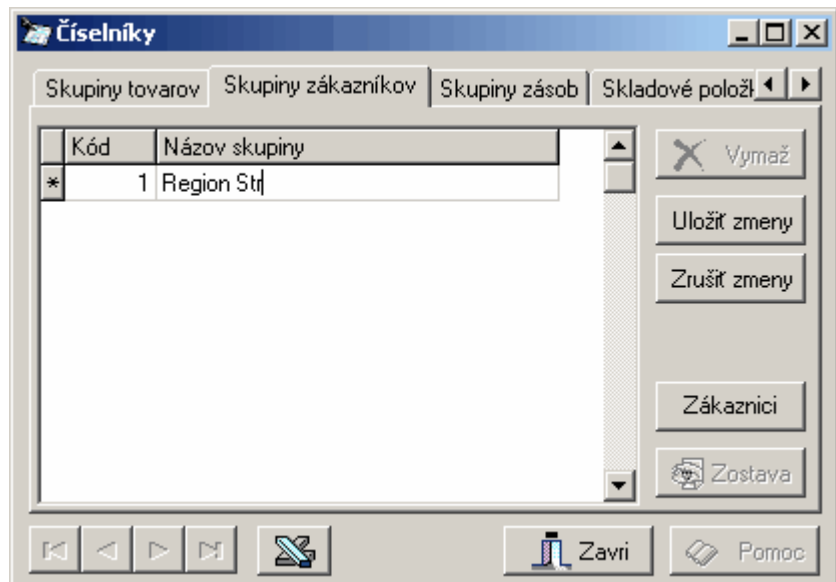 Číselníky
Skupiny tovarov Skupiny zákazníkov Skupiny zásob Skladové
Kód Názov skupiny
* 1 Region Str
Vymaž
Uložiť zmeny
Zrušiť zmeny
Zákaznici
Zostava
Zavri Pomoc